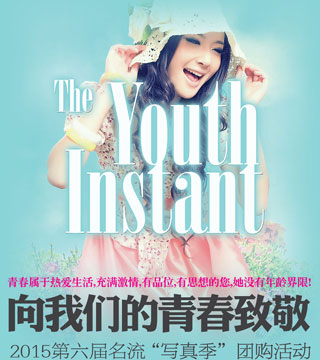 The
Youth
Instant
青春属于热爱生活,充满激情,有品位,有思想的您,她没有年龄界限!
向我们的青春致敬
2015第六届名流“写真季”团购活动